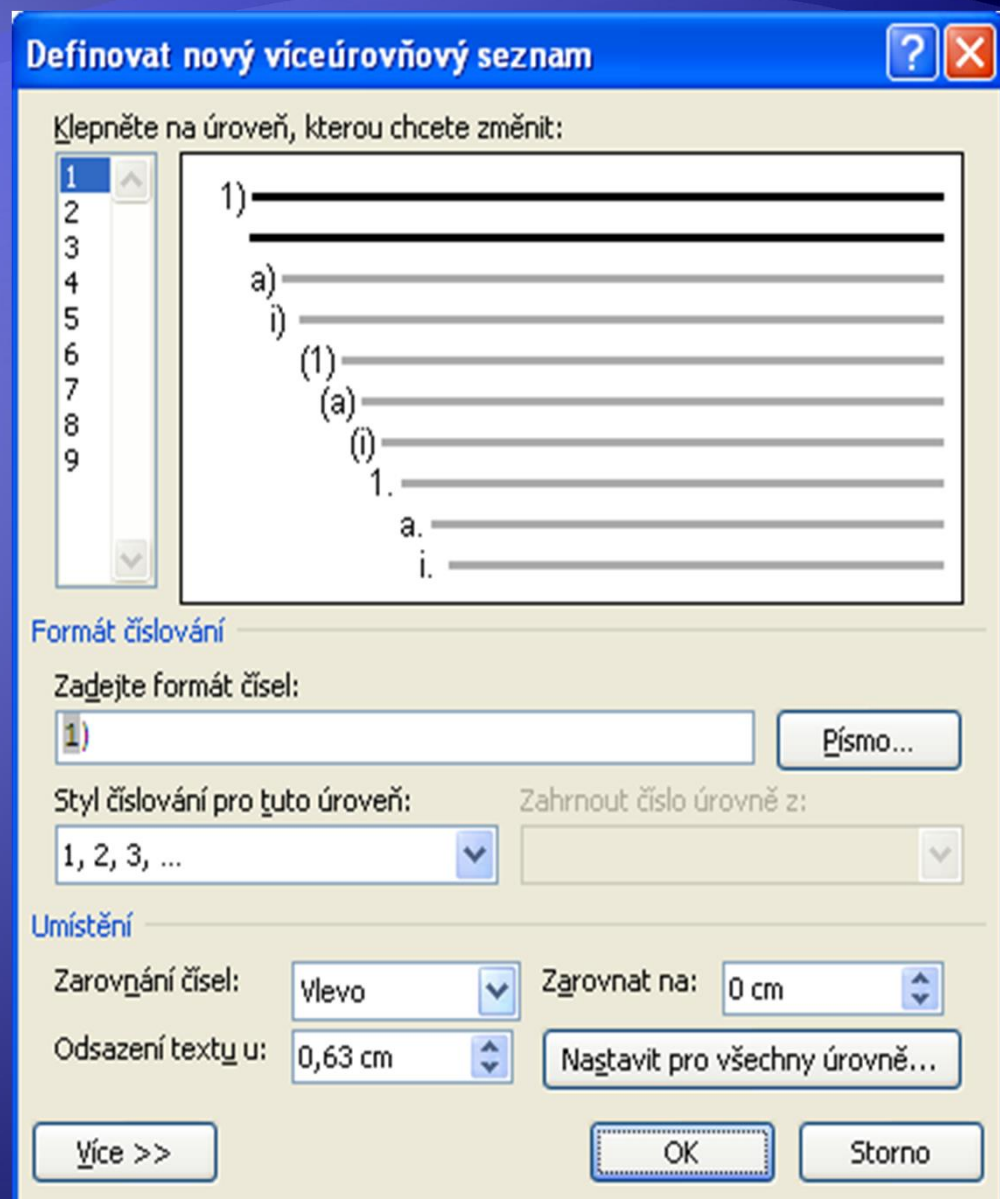 Definovat nový víceúrovňový seznam
Klepněte na úroveň, kterou chcete změnit:
1
2
3
4
5
6
7
8
9
1)
a)
i)
(1)
(a)
(i)
1.
a.
i.
Formát číslování
Zadejte formát čísel:
1)
Písmo...
Styl číslování pro tuto úroveň:
Zahrnout číslo úrovně z:
1, 2, 3, ...
Umístění
Zarovnání čísel:
Vlevo
Zarovnat na:
0 cm
Odsazení textu u:
0,63 cm
Nastavit pro všechny úrovně...
Více >>
OK
Storno